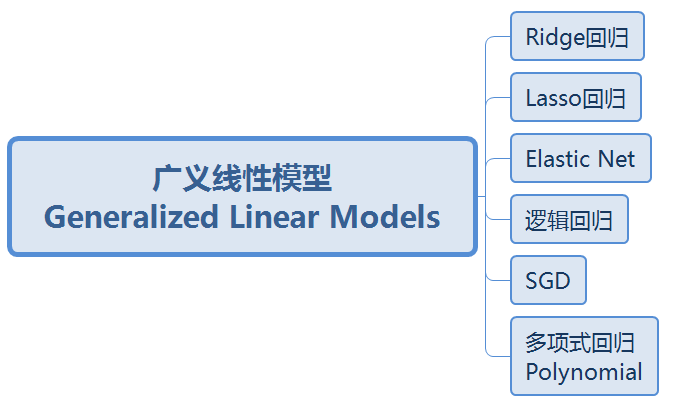 广义线性模型
Generalized Linear Models
Ridge回归
Lasso回归
Elastic Net
逻辑回归
SGD
多项式回归
Polynomial